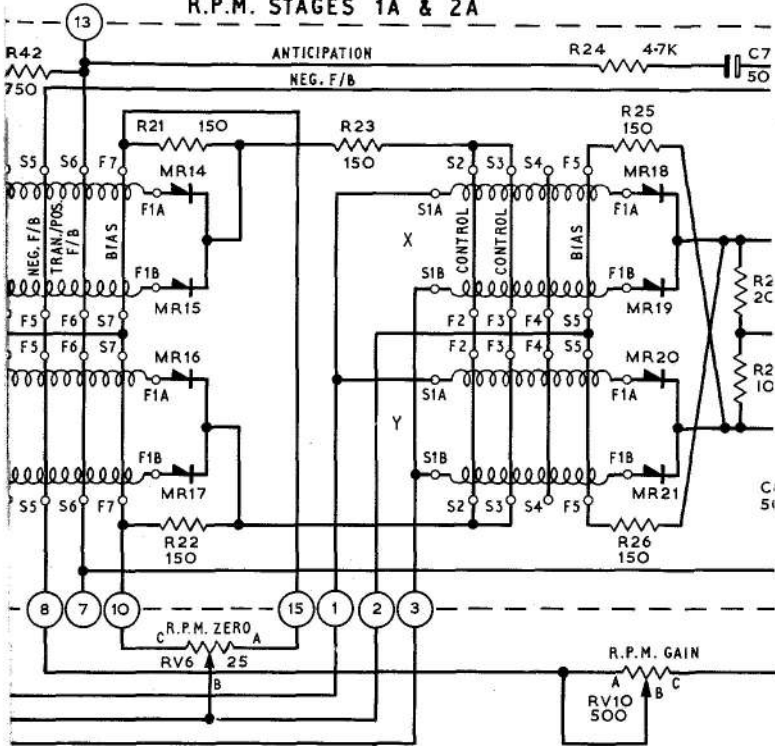 R.P.M. STAGES 1A & 2A
13
R42
750
ANTICIPATION
R24 4·7K
C7
50
NEG. F/B
R21 150
R23
150
R25
150
S5 S6 F7
S2 S3 S4 F5
MR14
MR18
F1A
S1A
F1A
NEG. F/B
TRAN./POS. F/B
BIAS
X
CONTROL
CONTROL
BIAS
F1B
S1B
F1B
MR15
MR19
F5 F6 S7
F2 F3 F4 S5
F5 F6 S7
F2 F3 F4 S5
MR16
MR20
F1A
S1A
F1A
Y
F1B
S1B
F1B
MR17
MR21
S5 S6 F7
S2 S3 S4 F5
R22
150
R26
150
8 7 10 15 1 2 3
R.P.M. ZERO
C A
RV6 25
B
R.P.M. GAIN
A B C
RV10
500